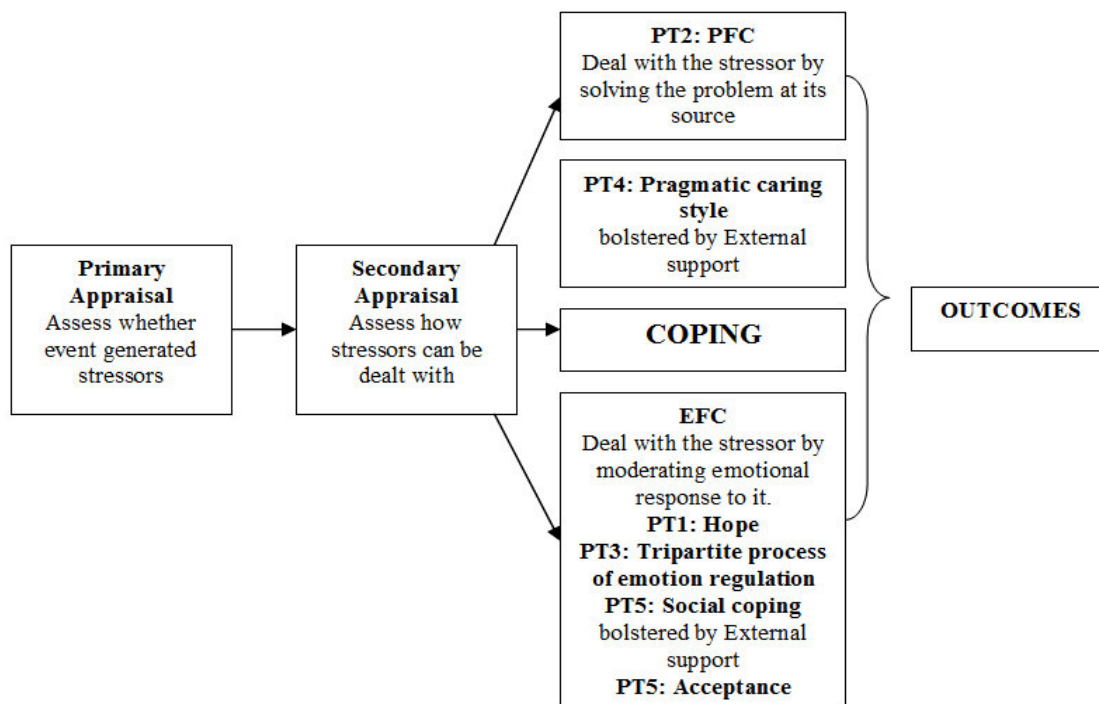 Primary
Appraisal
Assess whether
event generated
stressors
Secondary
Appraisal
Assess how
stressors can be
dealt with
PT2: PFC
Deal with the stressor by
solving the problem at its
source
PT4: Pragmatic caring
style
bolstered by External
support
COPING
EFC
Deal with the stressor by
moderating emotional
response to it.
PT1: Hope
PT3: Tripartite process
of emotion regulation
PT5: Social coping
bolstered by External
support
PT5: Acceptance
OUTCOMES